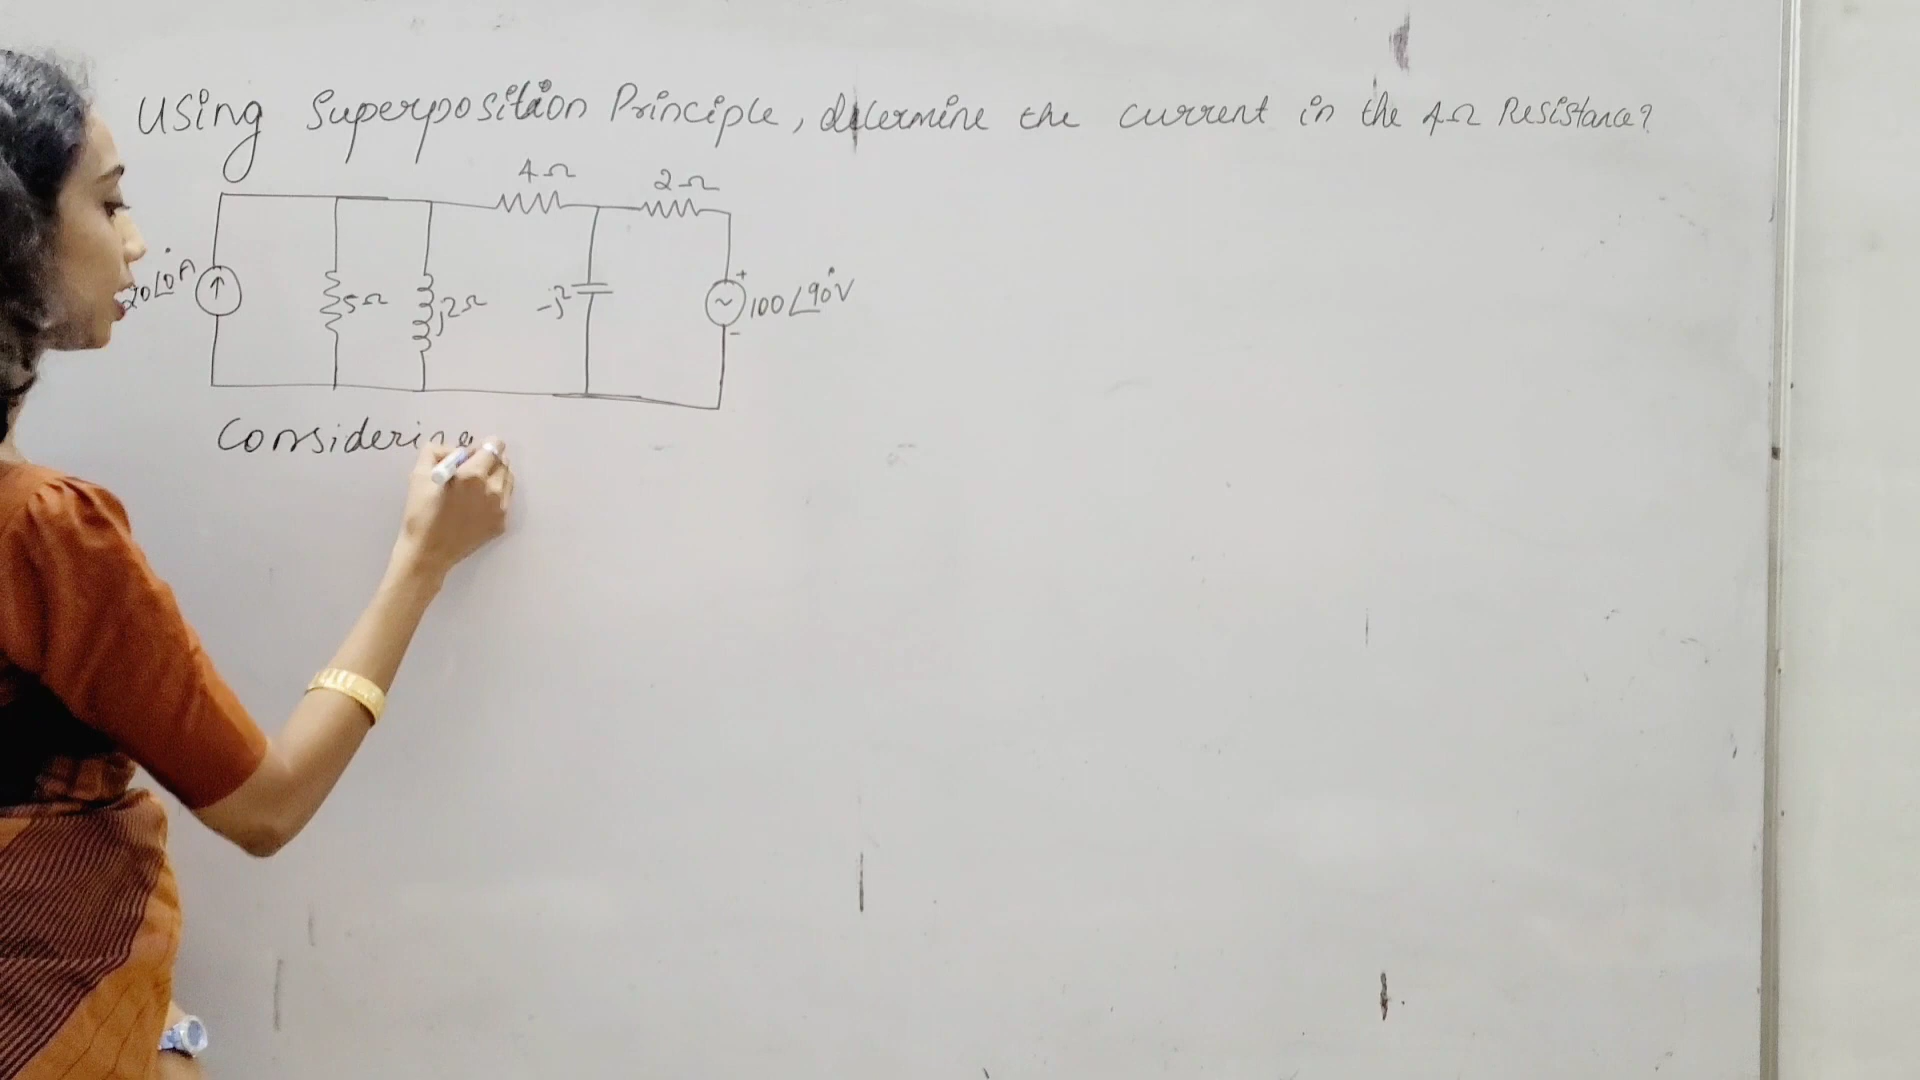 Using Superposition Principle, determine the current in the 4Ω Resistance?
4Ω
2Ω
20∠0°A
5Ω
j2Ω
-j2
+
~
-
100∠90°V
Considering